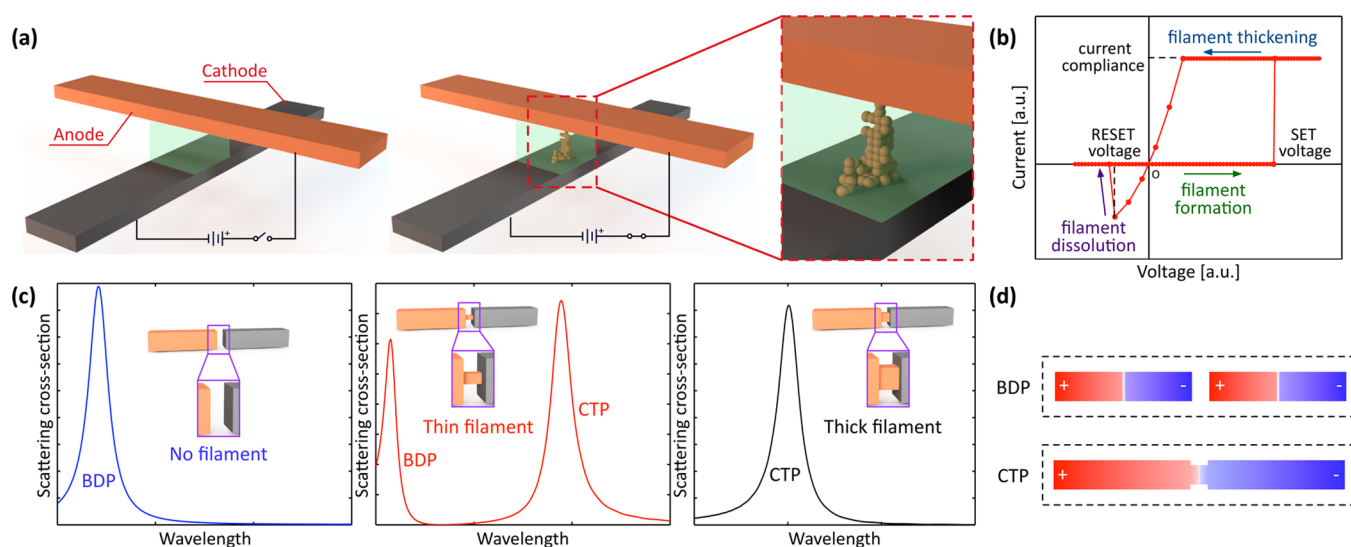 (a)
Cathode
Anode
+
+
(b)
filament thickening
current
compliance
RESET
voltage
SET
voltage
O
filament
formation
filament
dissolution
Current [a.u.]
Voltage [a.u.]
(c)
Scattering cross-section
BDP
No filament
Wavelength
Scattering cross-section
BDP
Thin filament
CTP
Wavelength
Scattering cross-section
CTP
Thick filament
Wavelength
(d)
BDP
+ - + -
CTP
+ -